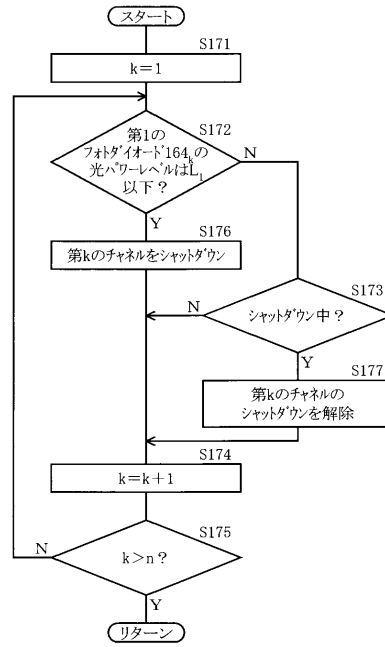 スタート
S171
k＝1
S172
第1の
フォトダイオード164kの
光パワーレベルはL1
以下？
N
Y
S176
第kのチャネルをシャットダウン
S173
N
シャットダウン中？
Y
S177
第kのチャネルの
シャットダウンを解除
S174
k＝k＋1
S175
N
k＞n？
Y
リターン